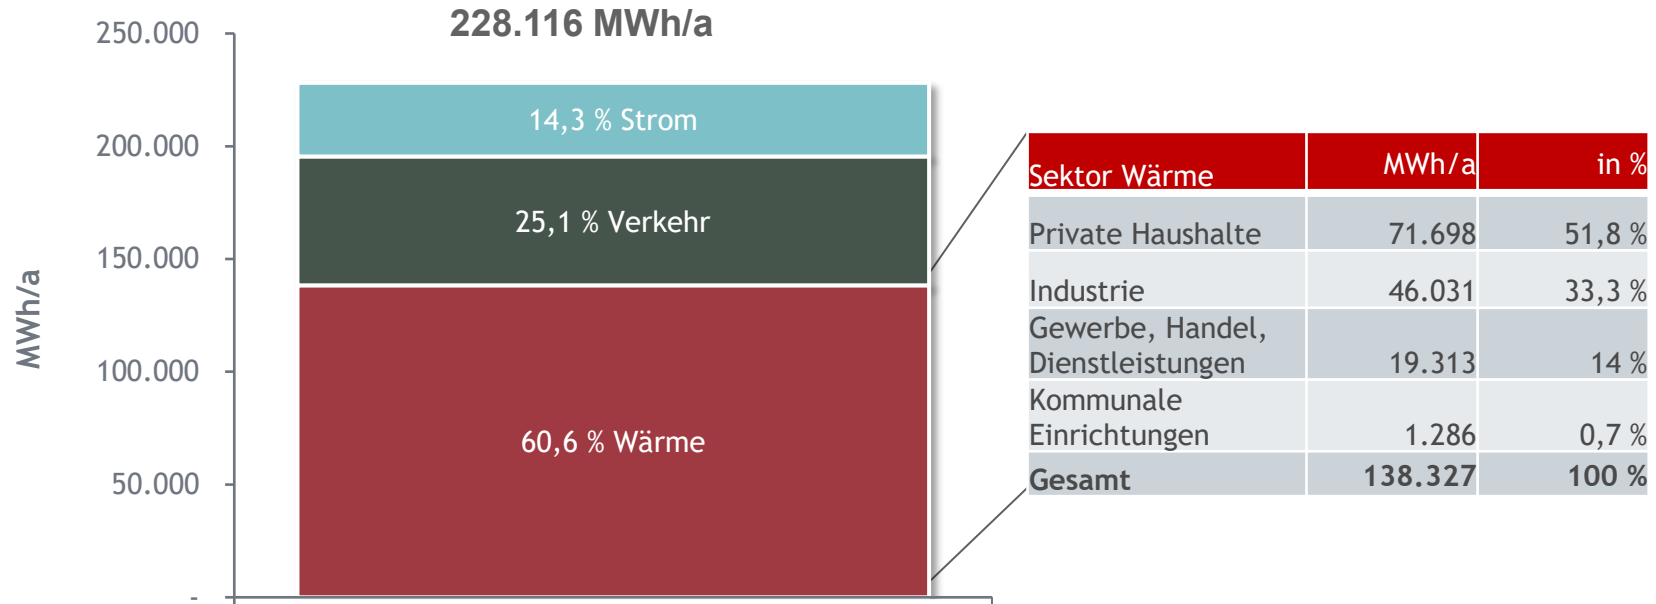 228.116 MWh/a
250.000
200.000
150.000
100.000
50.000
-
MWh/a
14,3 % Strom
25,1 % Verkehr
60,6 % Wärme
Sektor Wärme MWh/a in %
Private Haushalte 71.698 51,8 %
Industrie 46.031 33,3 %
Gewerbe, Handel,
Dienstleistungen 19.313 14 %
Kommunale
Einrichtungen 1.286 0,7 %
Gesamt 138.327 100 %